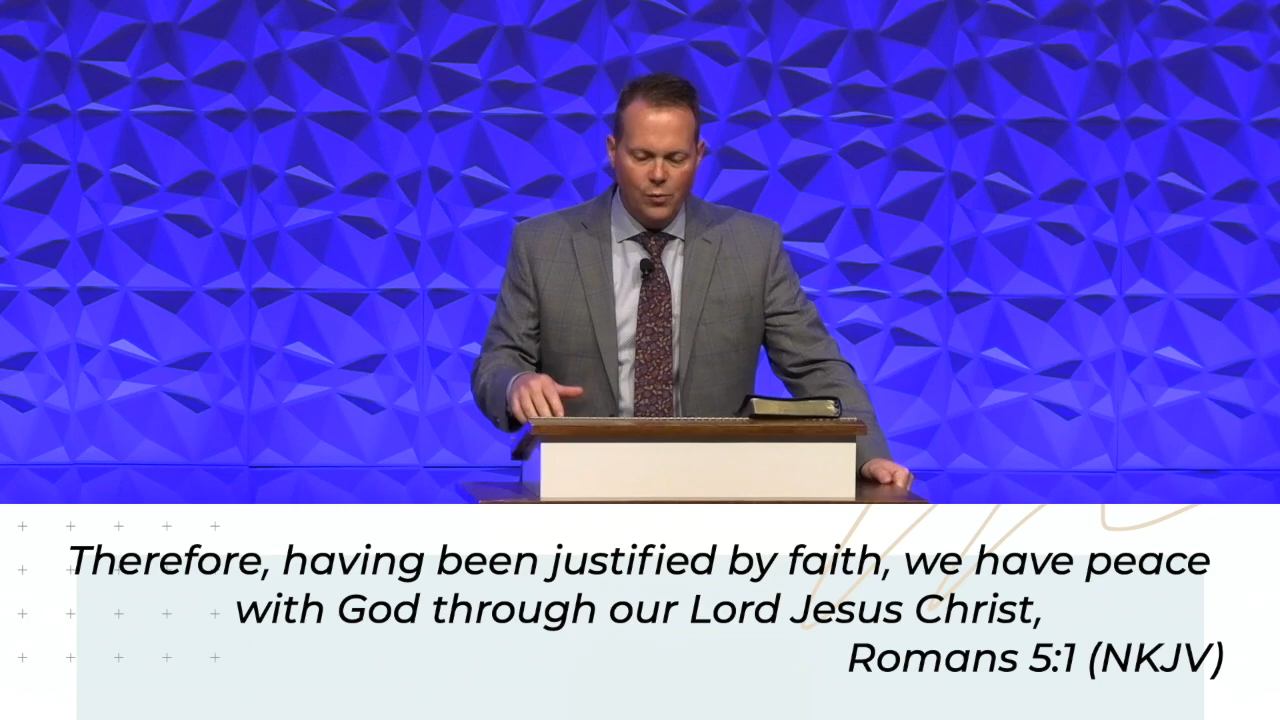 Therefore, having been justified by faith, we have peace
with God through our Lord Jesus Christ,
Romans 5:1 (NKJV)